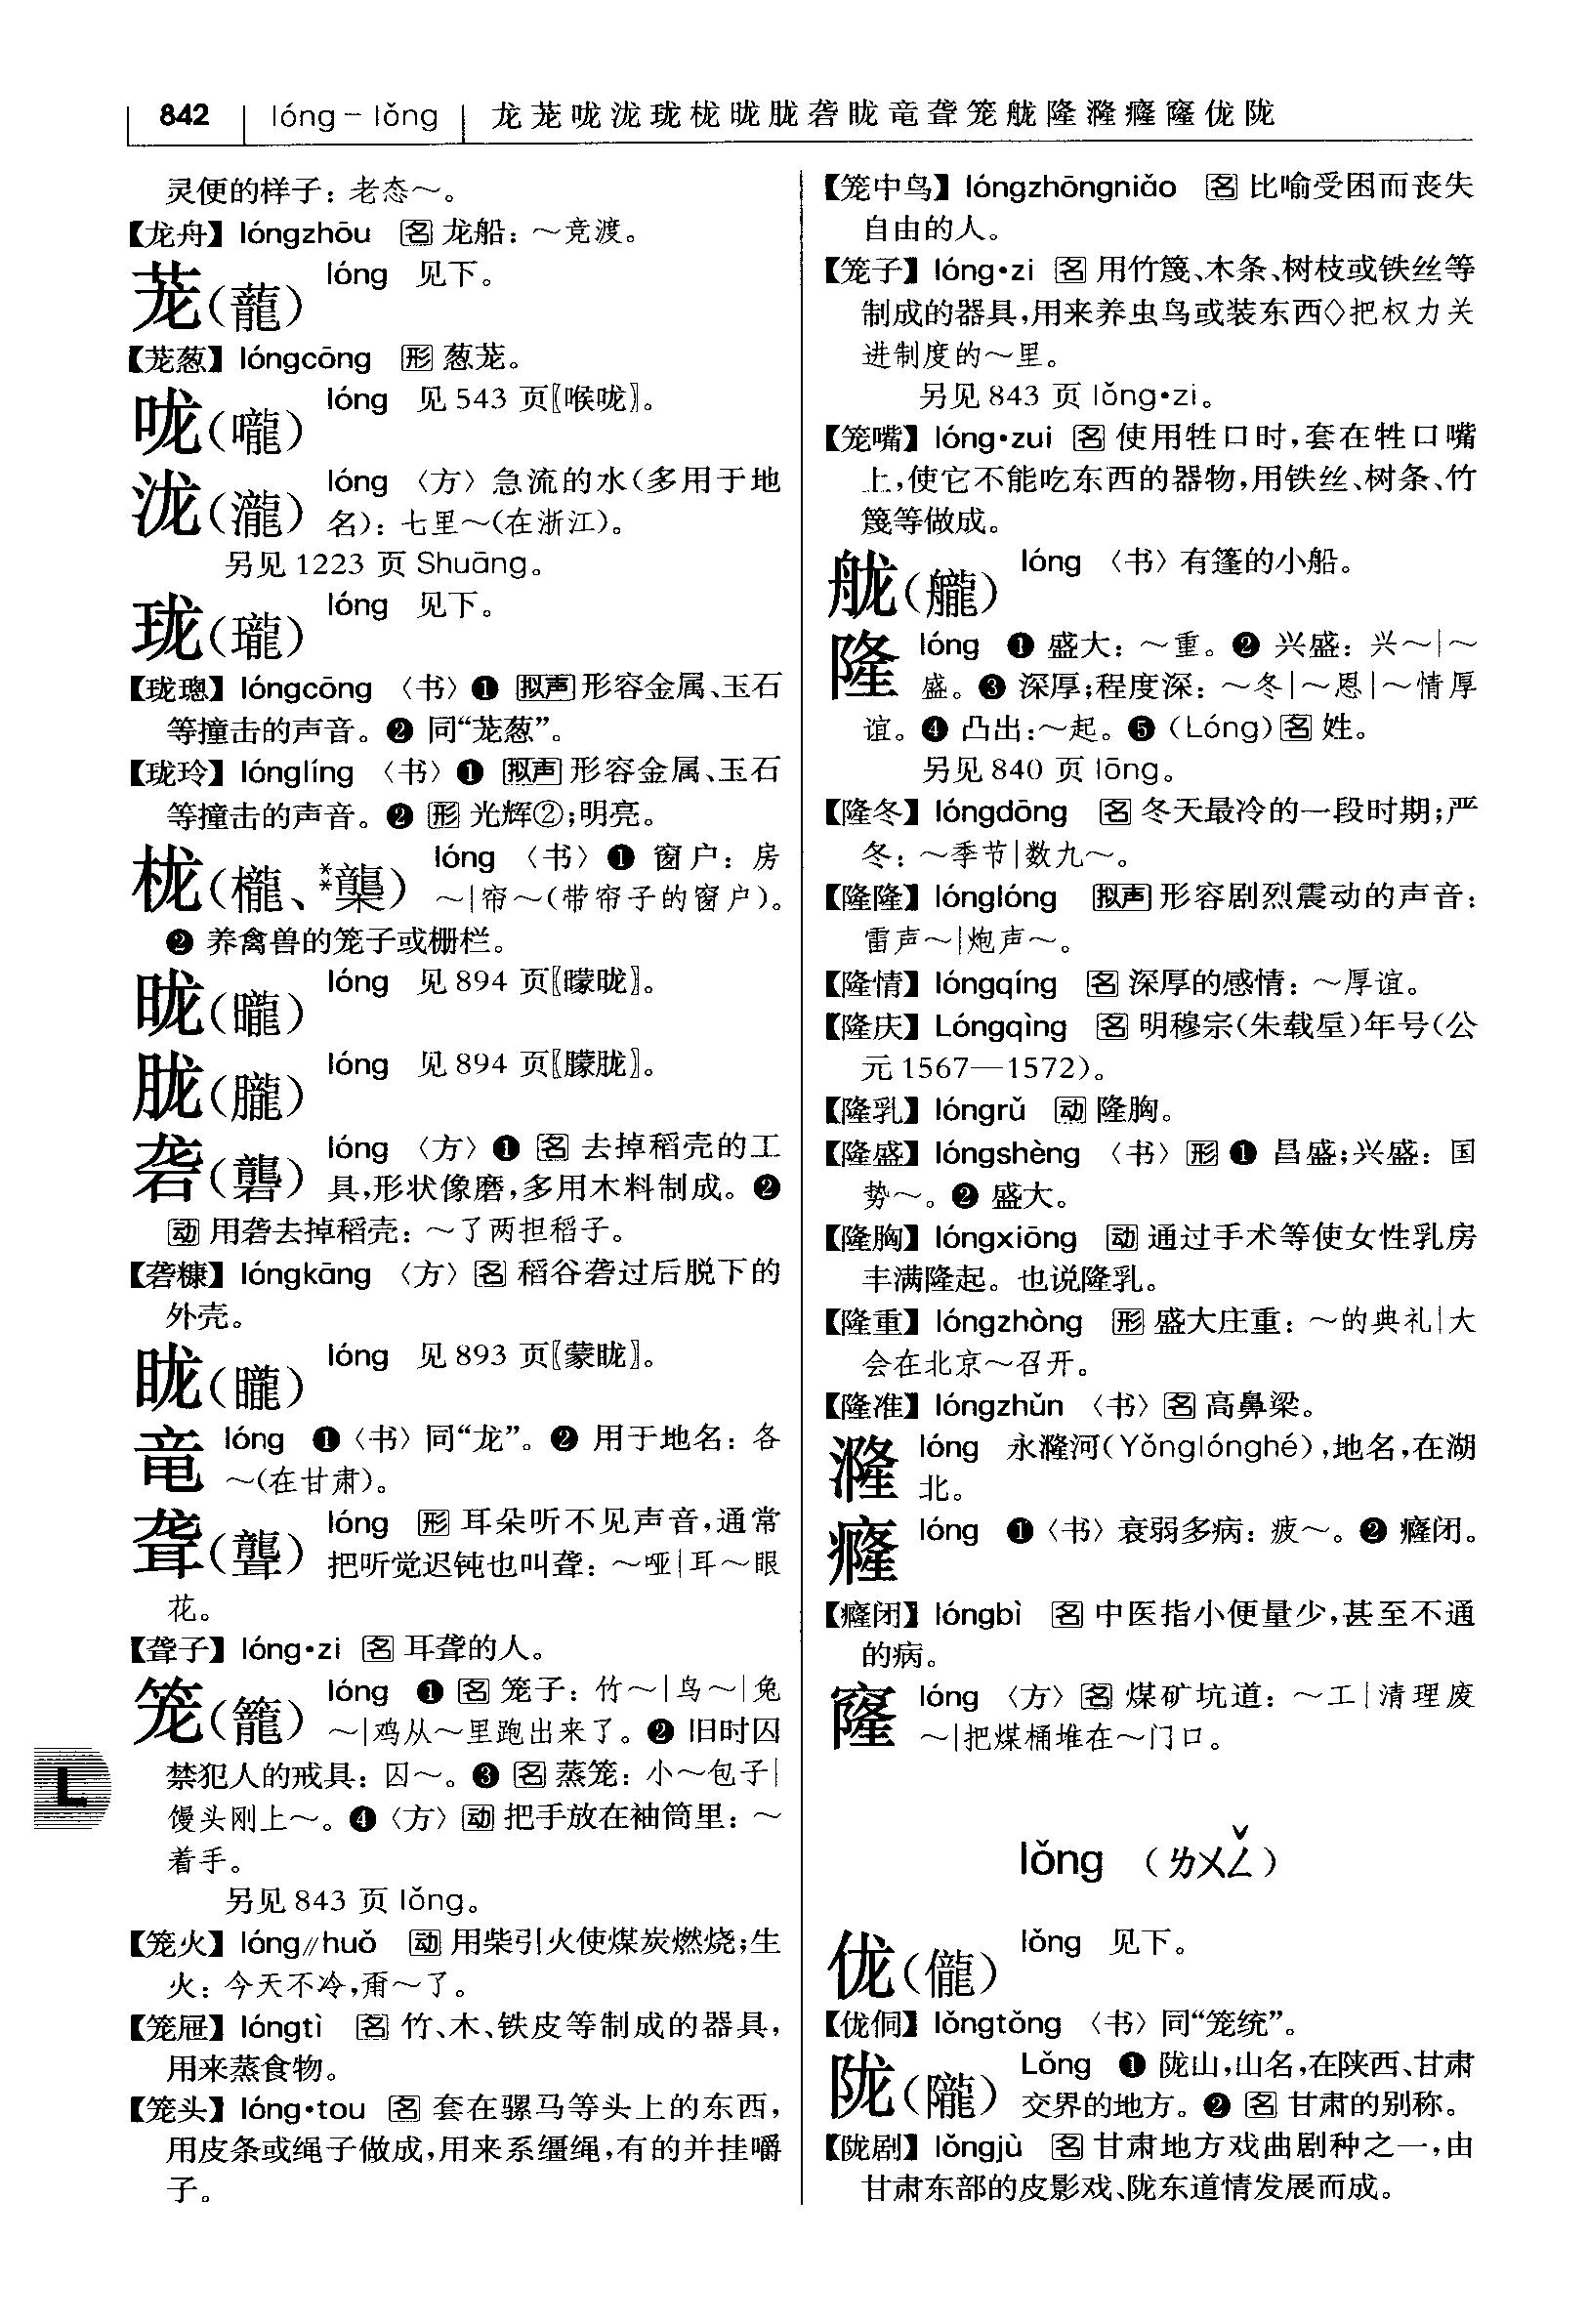 842 lóng－lǒng 龙茏咙泷珑栊昽胧砻眬竜聋笼舰隆漋癃窿优陇
灵便的样子：老态～。
【龙舟】lóngzhōu 名 龙船：～竞渡。
茏(蘢) lóng 见下。
【茏葱】lóngcōng 形 葱茏。
咙(嚨) lóng 见 543 页〖喉咙〗。
泷(瀧) lóng 〈方〉急流的水(多用于地
名)：七里～(在浙江)。
另见 1223 页 Shuāng。
珑(瓏) lóng 见下。
【珑璁】lóngcōng 〈书〉❶ 拟声 形容金属、玉石
等撞击的声音。❷ 同“茏葱”。
【珑玲】lónglíng 〈书〉❶ 拟声 形容金属、玉石
等撞击的声音。❷ 形 光辉②；明亮。
栊(櫳、**襱) lóng 〈书〉❶ 窗户：房
～|帘～(带帘子的窗户)。
❷ 养禽兽的笼子或栅栏。
昽(曨) lóng 见 894 页〖曚昽〗。
胧(朧) lóng 见 894 页〖朦胧〗。
砻(礱) lóng 〈方〉❶ 名 去掉稻壳的工
具，形状像磨，多用木料制成。❷
动 用砻去掉稻壳：～了两担稻子。
【砻糠】lóngkāng 〈方〉名 稻谷砻过后脱下的
外壳。
眬(矓) lóng 见 893 页〖蒙眬〗。
竜 lóng ❶〈书〉同“龙”。❷ 用于地名：各
～(在甘肃)。
聋(聾) lóng 形 耳朵听不见声音，通常
把听觉迟钝也叫聋：～哑|耳～眼
花。
【聋子】lóng·zi 名 耳聋的人。
笼(籠) lóng ❶ 名 笼子：竹～|鸟～|兔
～|鸡从～里跑出来了。❷ 旧时囚
禁犯人的戒具：囚～。❸ 名 蒸笼：小～包子|
馒头刚上～。❹〈方〉动 把手放在袖筒里：～
着手。
另见 843 页 lǒng。
【笼火】lóng//huǒ 动 用柴引火使煤炭燃烧；生
火：今天不冷，甭～了。
【笼屉】lóngtì 名 竹、木、铁皮等制成的器具，
用来蒸食物。
【笼头】lóng·tou 名 套在骡马等头上的东西，
用皮条或绳子做成，用来系缰绳，有的并挂嚼
子。
L
【笼中鸟】lóngzhōngniǎo 名 比喻受困而丧失
自由的人。
【笼子】lóng·zi 名 用竹篾、木条、树枝或铁丝等
制成的器具，用来养虫鸟或装东西◇把权力关
进制度的～里。
另见 843 页 lǒng·zi。
【笼嘴】lóng·zui 名 使用牲口时，套在牲口嘴
上，使它不能吃东西的器物，用铁丝、树条、竹
篾等做成。
𦨩(艭) lóng 〈书〉有篷的小船。
隆 lóng ❶ 盛大：～重。❷ 兴盛：兴～|～
盛。❸ 深厚；程度深：～冬|～恩|～情厚
谊。❹ 凸出：～起。❺ (Lóng) 名 姓。
另见 840 页 lōng。
【隆冬】lóngdōng 名 冬天最冷的一段时期；严
冬：～季节|数九～。
【隆隆】lónglóng 拟声 形容剧烈震动的声音：
雷声～|炮声～。
【隆情】lóngqíng 名 深厚的感情：～厚谊。
【隆庆】Lóngqìng 名 明穆宗(朱载垕)年号(公
元 1567—1572)。
【隆乳】lóngrǔ 动 隆胸。
【隆盛】lóngshèng 〈书〉形 ❶ 昌盛；兴盛：国
势～。❷ 盛大。
【隆胸】lóngxiōng 动 通过手术等使女性乳房
丰满隆起。也说隆乳。
【隆重】lóngzhòng 形 盛大庄重：～的典礼|大
会在北京～召开。
【隆准】lóngzhǔn 〈书〉名 高鼻梁。
漋 lóng 永漋河(Yǒnglónghé)，地名，在湖
北。
癃 lóng ❶〈书〉衰弱多病：疲～。❷ 癃闭。
【癃闭】lóngbì 名 中医指小便量少，甚至不通
的病。
窿 lóng 〈方〉名 煤矿坑道：～工|清理废
～|把煤桶堆在～门口。
lǒng （ㄌㄨㄥˇ）
㑝(儱) lǒng 见下。
【㑝侗】lǒngtǒng 〈书〉同“笼统”。
陇(隴) Lǒng ❶ 陇山，山名，在陕西、甘肃
交界的地方。❷ 名 甘肃的别称。
【陇剧】lǒngjù 名 甘肃地方戏曲剧种之一，由
甘肃东部的皮影戏、陇东道情发展而成。